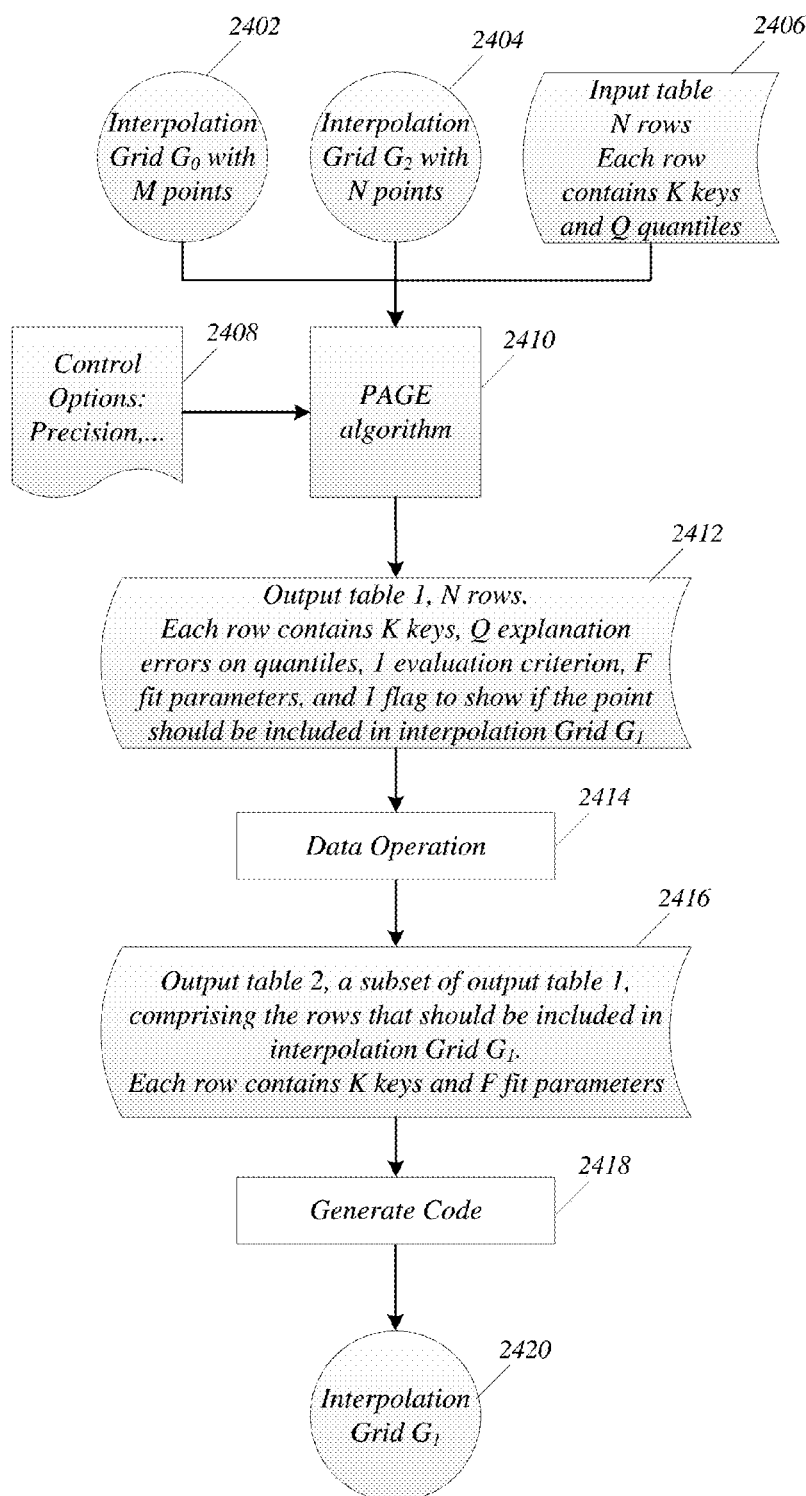 2402
2404
2406
Interpolation
Grid G0 with
M points
Interpolation
Grid G2 with
N points
Input table
N rows
Each row
contains K keys
and Q quantiles
2408
Control
Options:
Precision,...
2410
PAGE
algorithm
2412
Output table 1, N rows.
Each row contains K keys, Q explanation
errors on quantiles, 1 evaluation criterion, F
fit parameters, and 1 flag to show if the point
should be included in interpolation Grid G1
2414
Data Operation
2416
Output table 2, a subset of output table 1,
comprising the rows that should be included in
interpolation Grid G1.
Each row contains K keys and F fit parameters
2418
Generate Code
2420
Interpolation
Grid G1